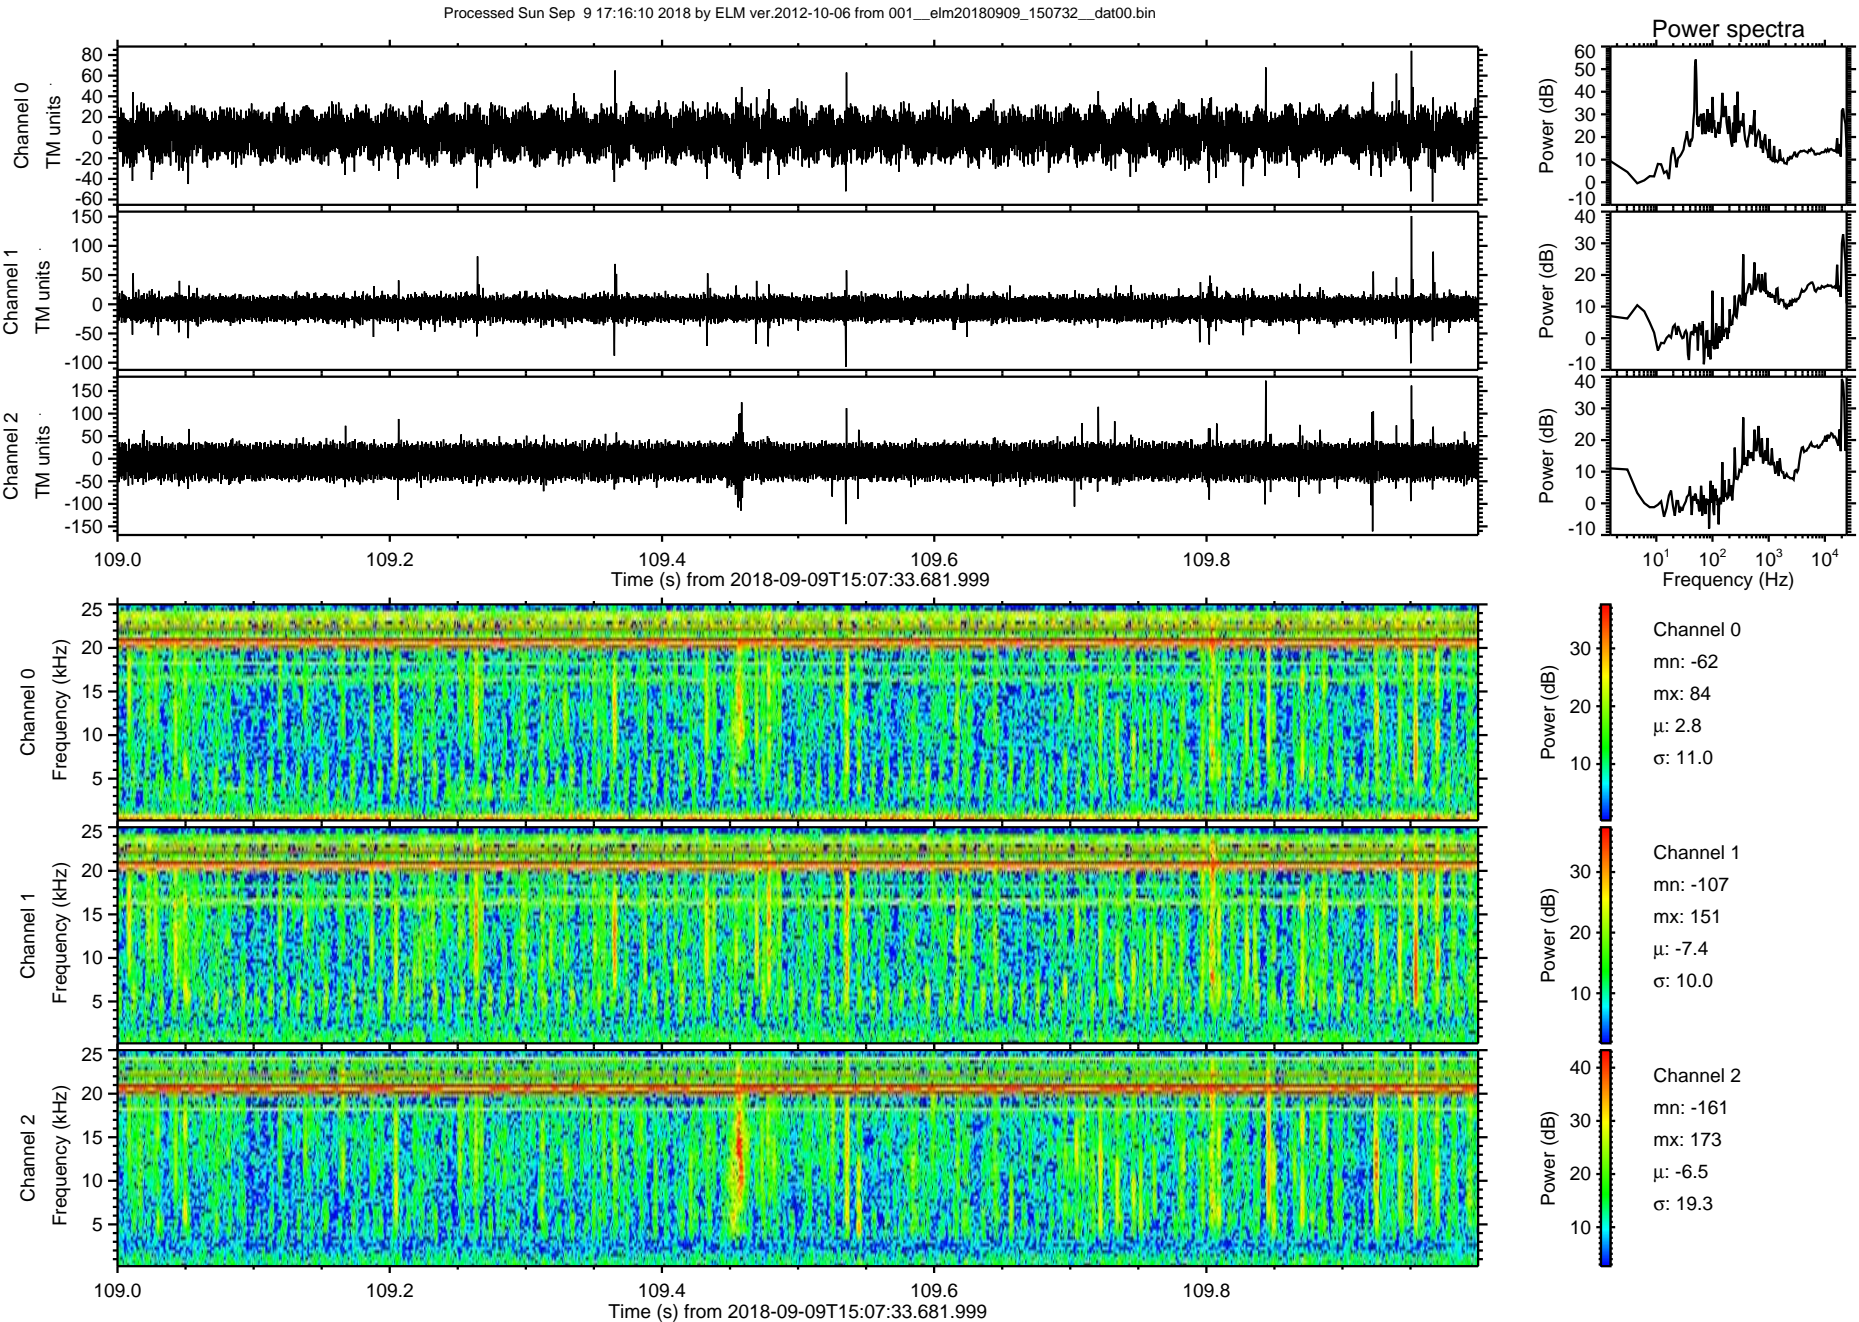 Processed Sun Sep  9 17:16:10 2018 by ELM ver.2012-10-06 from 001__elm20180909_150732__dat00.bin
Power spectra
Channel 0
TM units
80
60
40
20
0
-20
-40
-60
Power (dB)
60
50
40
30
20
10
0
-10
Channel 1
TM units
150
100
50
0
-50
-100
Power (dB)
40
30
20
10
0
-10
Channel 2
TM units
150
100
50
0
-50
-100
-150
Power (dB)
40
30
20
10
0
-10
109.0 109.2 109.4 109.6 109.8
Time (s) from 2018-09-09T15:07:33.681.999
10¹ 10² 10³ 10⁴
Frequency (Hz)
Channel 0
Frequency (kHz)
25
20
15
10
5
Power (dB)
30
20
10
Channel 0
mn: -62
mx: 84
μ: 2.8
σ: 11.0
Channel 1
Frequency (kHz)
25
20
15
10
5
Power (dB)
30
20
10
Channel 1
mn: -107
mx: 151
μ: -7.4
σ: 10.0
Channel 2
Frequency (kHz)
25
20
15
10
5
Power (dB)
40
30
20
10
Channel 2
mn: -161
mx: 173
μ: -6.5
σ: 19.3
109.0 109.2 109.4 109.6 109.8
Time (s) from 2018-09-09T15:07:33.681.999